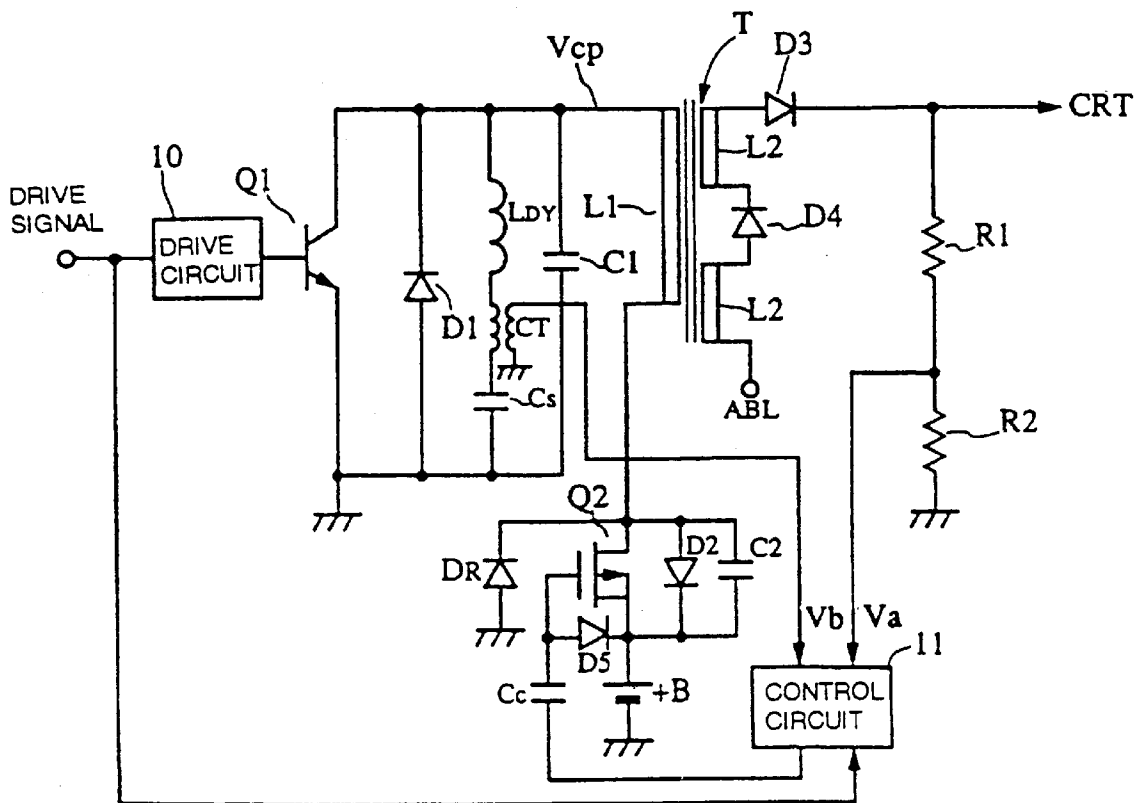 T
Vcp
D3
CRT
10
L2
DRIVE
SIGNAL
Q1
DRIVE
CIRCUIT
LDY
L1
D4
R1
C1
D1
CT
L2
Cs
ABL
R2
Q2
DR
D2
C2
Vb
Va
D5
11
Cc
+B
CONTROL
CIRCUIT